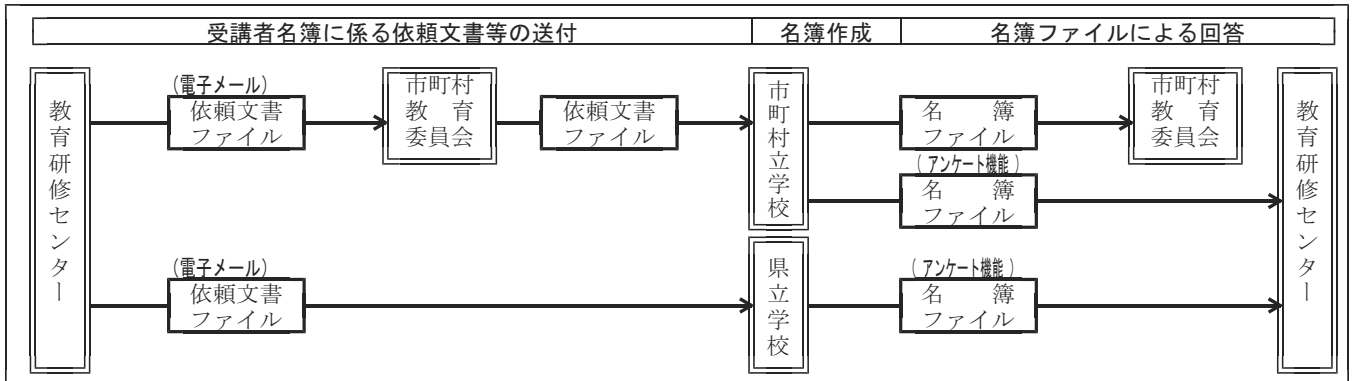 受講者名簿に係る依頼文書等の送付
名簿作成
名簿ファイルによる回答
教育研修センター
(電子メール)
依頼文書
ファイル
市町村
教育
委員会
依頼文書
ファイル
市町村立学校
名簿
ファイル
市町村
教育
委員会
(アンケート機能)
名簿
ファイル
教育研修センター
(電子メール)
依頼文書
ファイル
県立学校
(アンケート機能)
名簿
ファイル